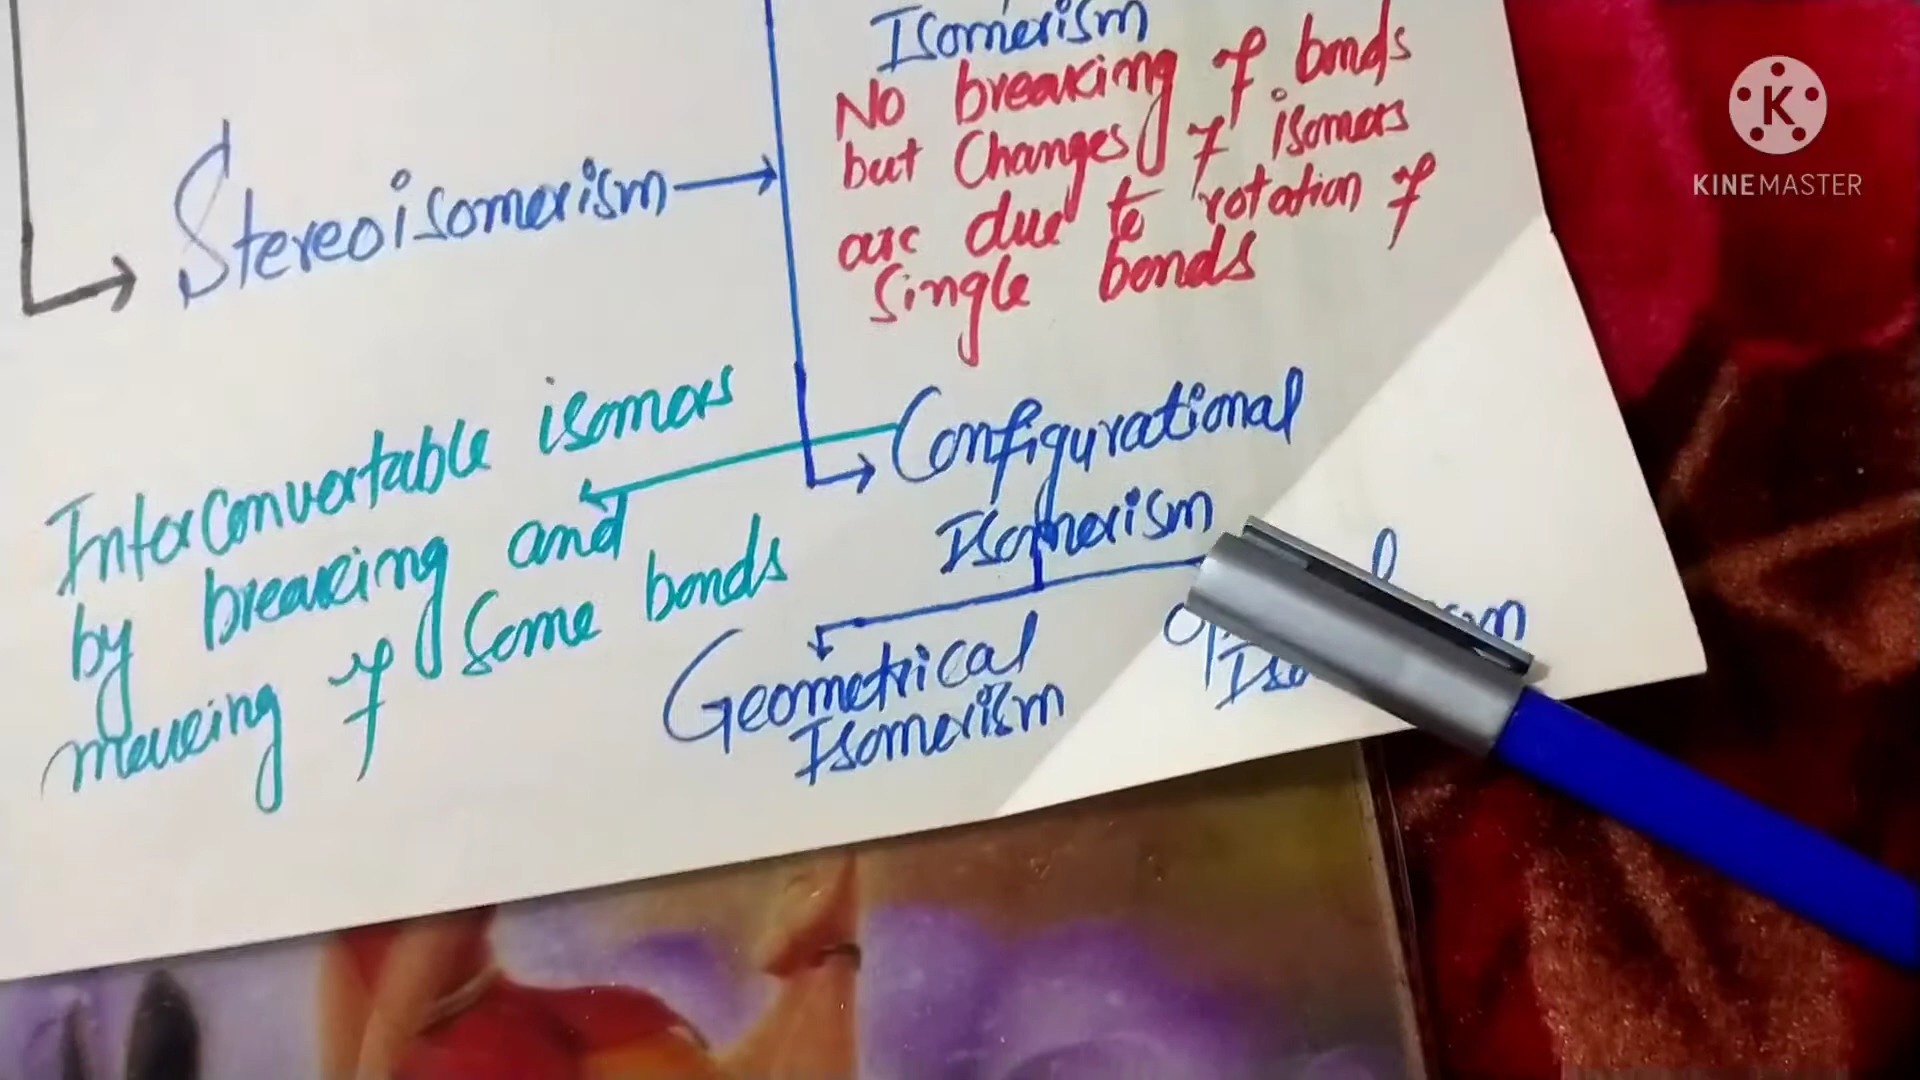 Isomerism
No breaking of bonds
but Changes of isomers
are due to rotation of
Single bonds
Stereoisomerism
Configurational
Isomerism
Interconvertable isomers
by breaking and
of Some bonds
Geometrical
Isomerism
K
KINEMASTER